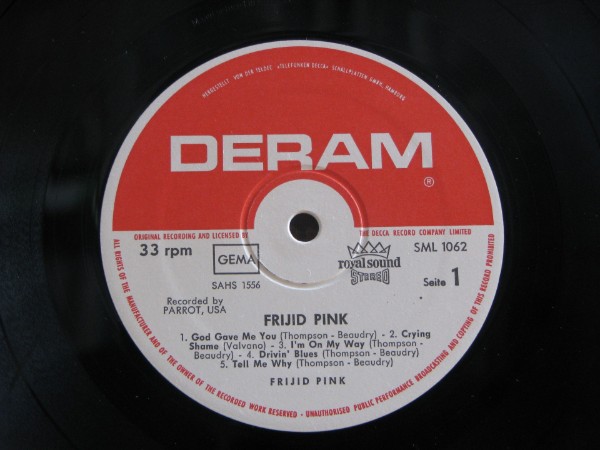 HERGESTELLT VON DER TELDEC »TELEFUNKEN DECCA« SCHALLPLATTEN GMBH, HAMBURG
DERAM
®
ORIGINAL RECORDING AND LICENSED BY THE DECCA RECORD COMPANY LIMITED
33 rpm GEMA royal sound STEREO SML 1062
SAHS 1556 Seite 1
Recorded by
PARROT, USA
FRIJID PINK
1. God Gave Me You (Thompson - Beaudry) - 2. Crying
Shame (Valvano) - 3. I'm On My Way (Thompson -
Beaudry) - 4. Drivin' Blues (Thompson - Beaudry)
5. Tell Me Why (Thompson - Beaudry)
FRIJID PINK
ALL RIGHTS OF THE MANUFACTURER AND OF THE OWNER OF THE RECORDED WORK RESERVED - UNAUTHORISED PUBLIC PERFORMANCE BROADCASTING AND COPYING OF THIS RECORD PROHIBITED